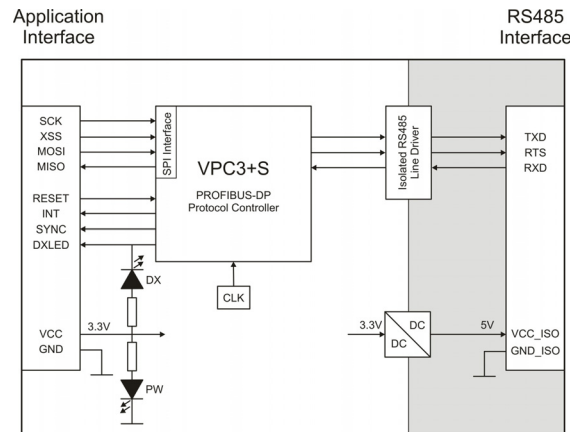 Application
Interface
RS485
Interface
SCK
XSS
MOSI
MISO
RESET
INT
SYNC
DXLED
VCC
GND
SPI Interface
VPC3+S
PROFIBUS-DP
Protocol Controller
CLK
DX
PW
3.3V
Isolated RS485
Line Driver
3.3V
DC
DC
5V
TXD
RTS
RXD
VCC_ISO
GND_ISO